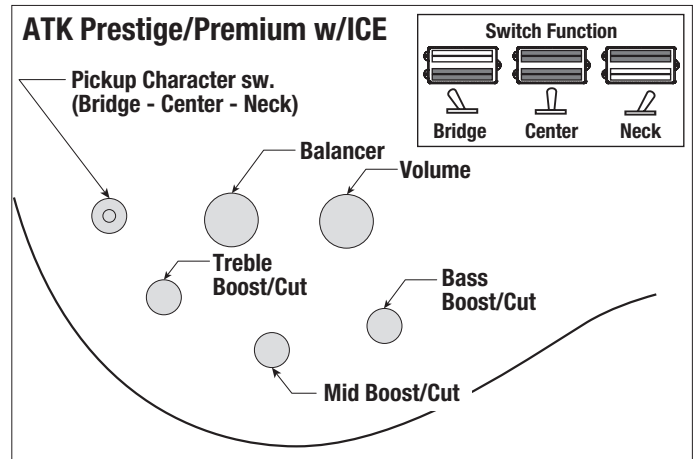 ATK Prestige/Premium w/ICE
Switch Function
Bridge
Center
Neck
Pickup Character sw.
(Bridge - Center - Neck)
Balancer
Volume
Treble
Boost/Cut
Bass
Boost/Cut
Mid Boost/Cut